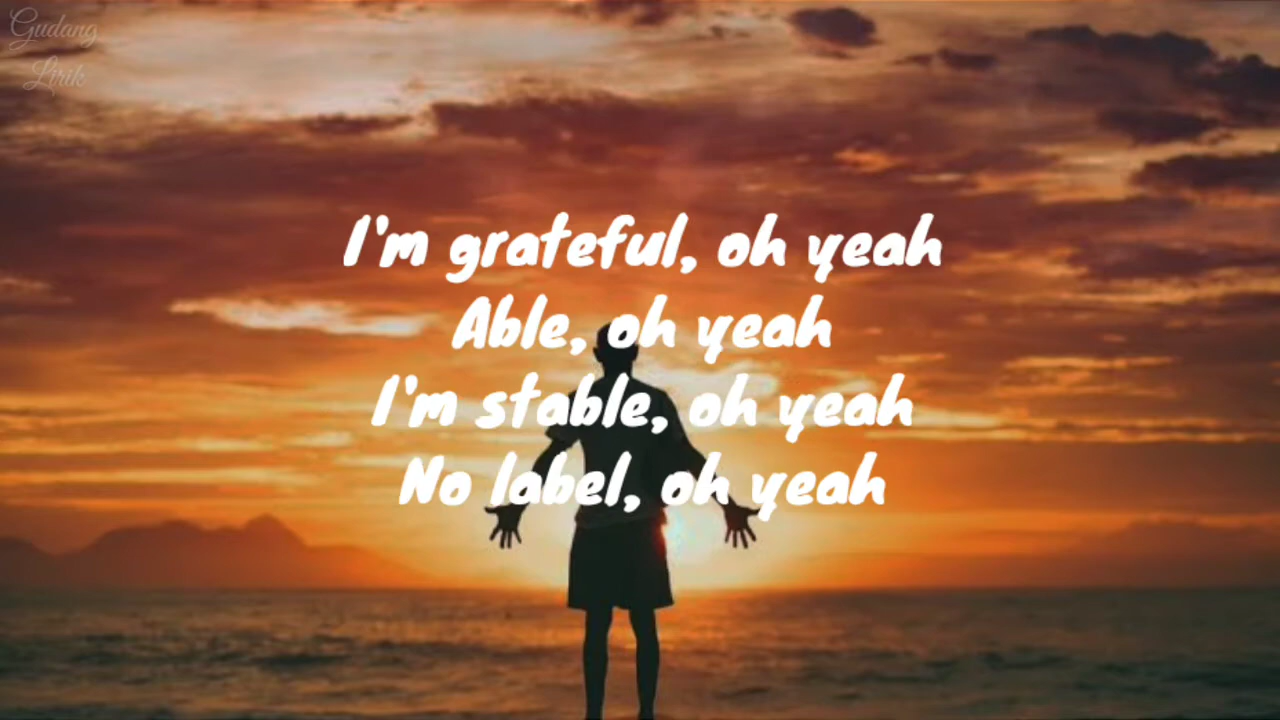 Gudang
Lirik
I'm grateful, oh yeah
Able, oh yeah
I'm stable, oh yeah
No label, oh yeah